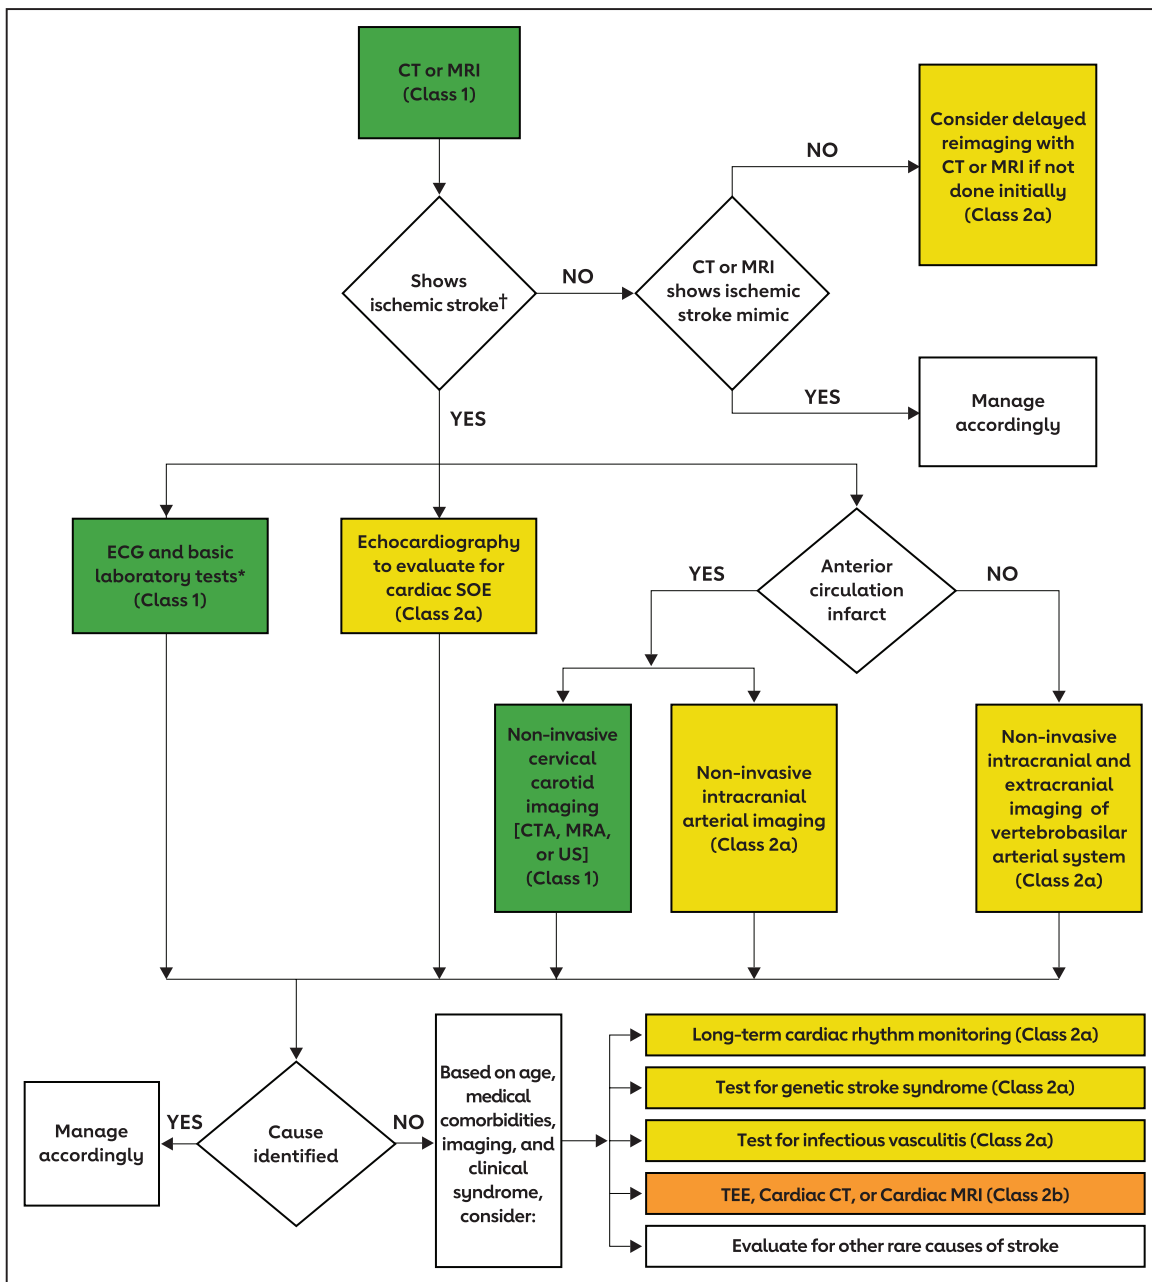 CT or MRI
(Class 1)
Consider delayed
reimaging with
CT or MRI if not
done initially
(Class 2a)
NO
Shows
ischemic stroke†
NO
CT or MRI
shows ischemic
stroke mimic
YES
Manage
accordingly
YES
ECG and basic
laboratory tests*
(Class 1)
Echocardiography
to evaluate for
cardiac SOE
(Class 2a)
YES
Anterior
circulation
infarct
NO
Non-invasive
cervical
carotid
imaging
[CTA, MRA,
or US]
(Class 1)
Non-invasive
intracranial
arterial imaging
(Class 2a)
Non-invasive
intracranial and
extracranial
imaging of
vertebrobasilar
arterial system
(Class 2a)
Manage
accordingly
YES
Cause
identified
NO
Based on age,
medical
comorbidities,
imaging, and
clinical
syndrome,
consider:
Long-term cardiac rhythm monitoring (Class 2a)
Test for genetic stroke syndrome (Class 2a)
Test for infectious vasculitis (Class 2a)
TEE, Cardiac CT, or Cardiac MRI (Class 2b)
Evaluate for other rare causes of stroke